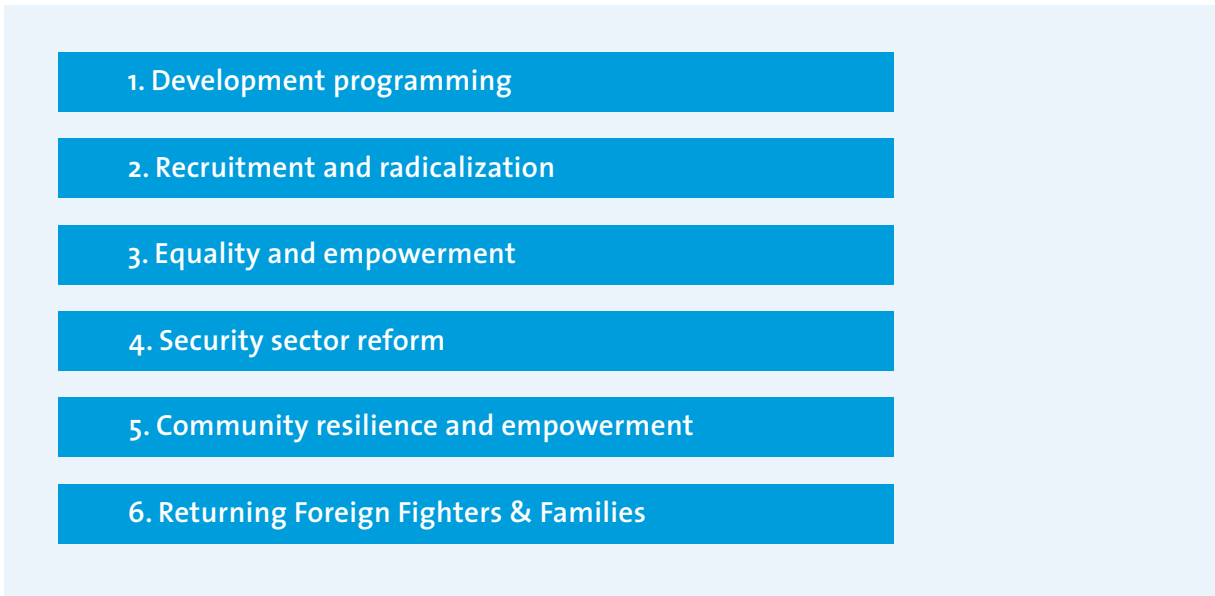 1. Development programming
2. Recruitment and radicalization
3. Equality and empowerment
4. Security sector reform
5. Community resilience and empowerment
6. Returning Foreign Fighters & Families